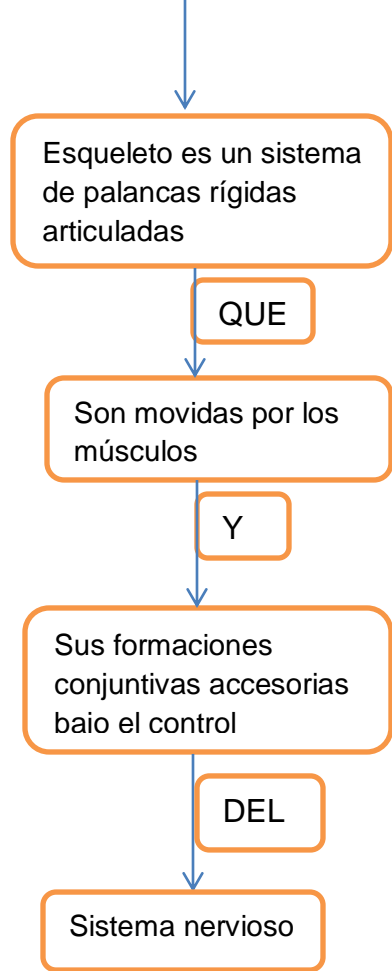 Esqueleto es un sistema
de palancas rígidas
articuladas
QUE
Son movidas por los
músculos
Y
Sus formaciones
conjuntivas accesorias
bajo el control
DEL
Sistema nervioso